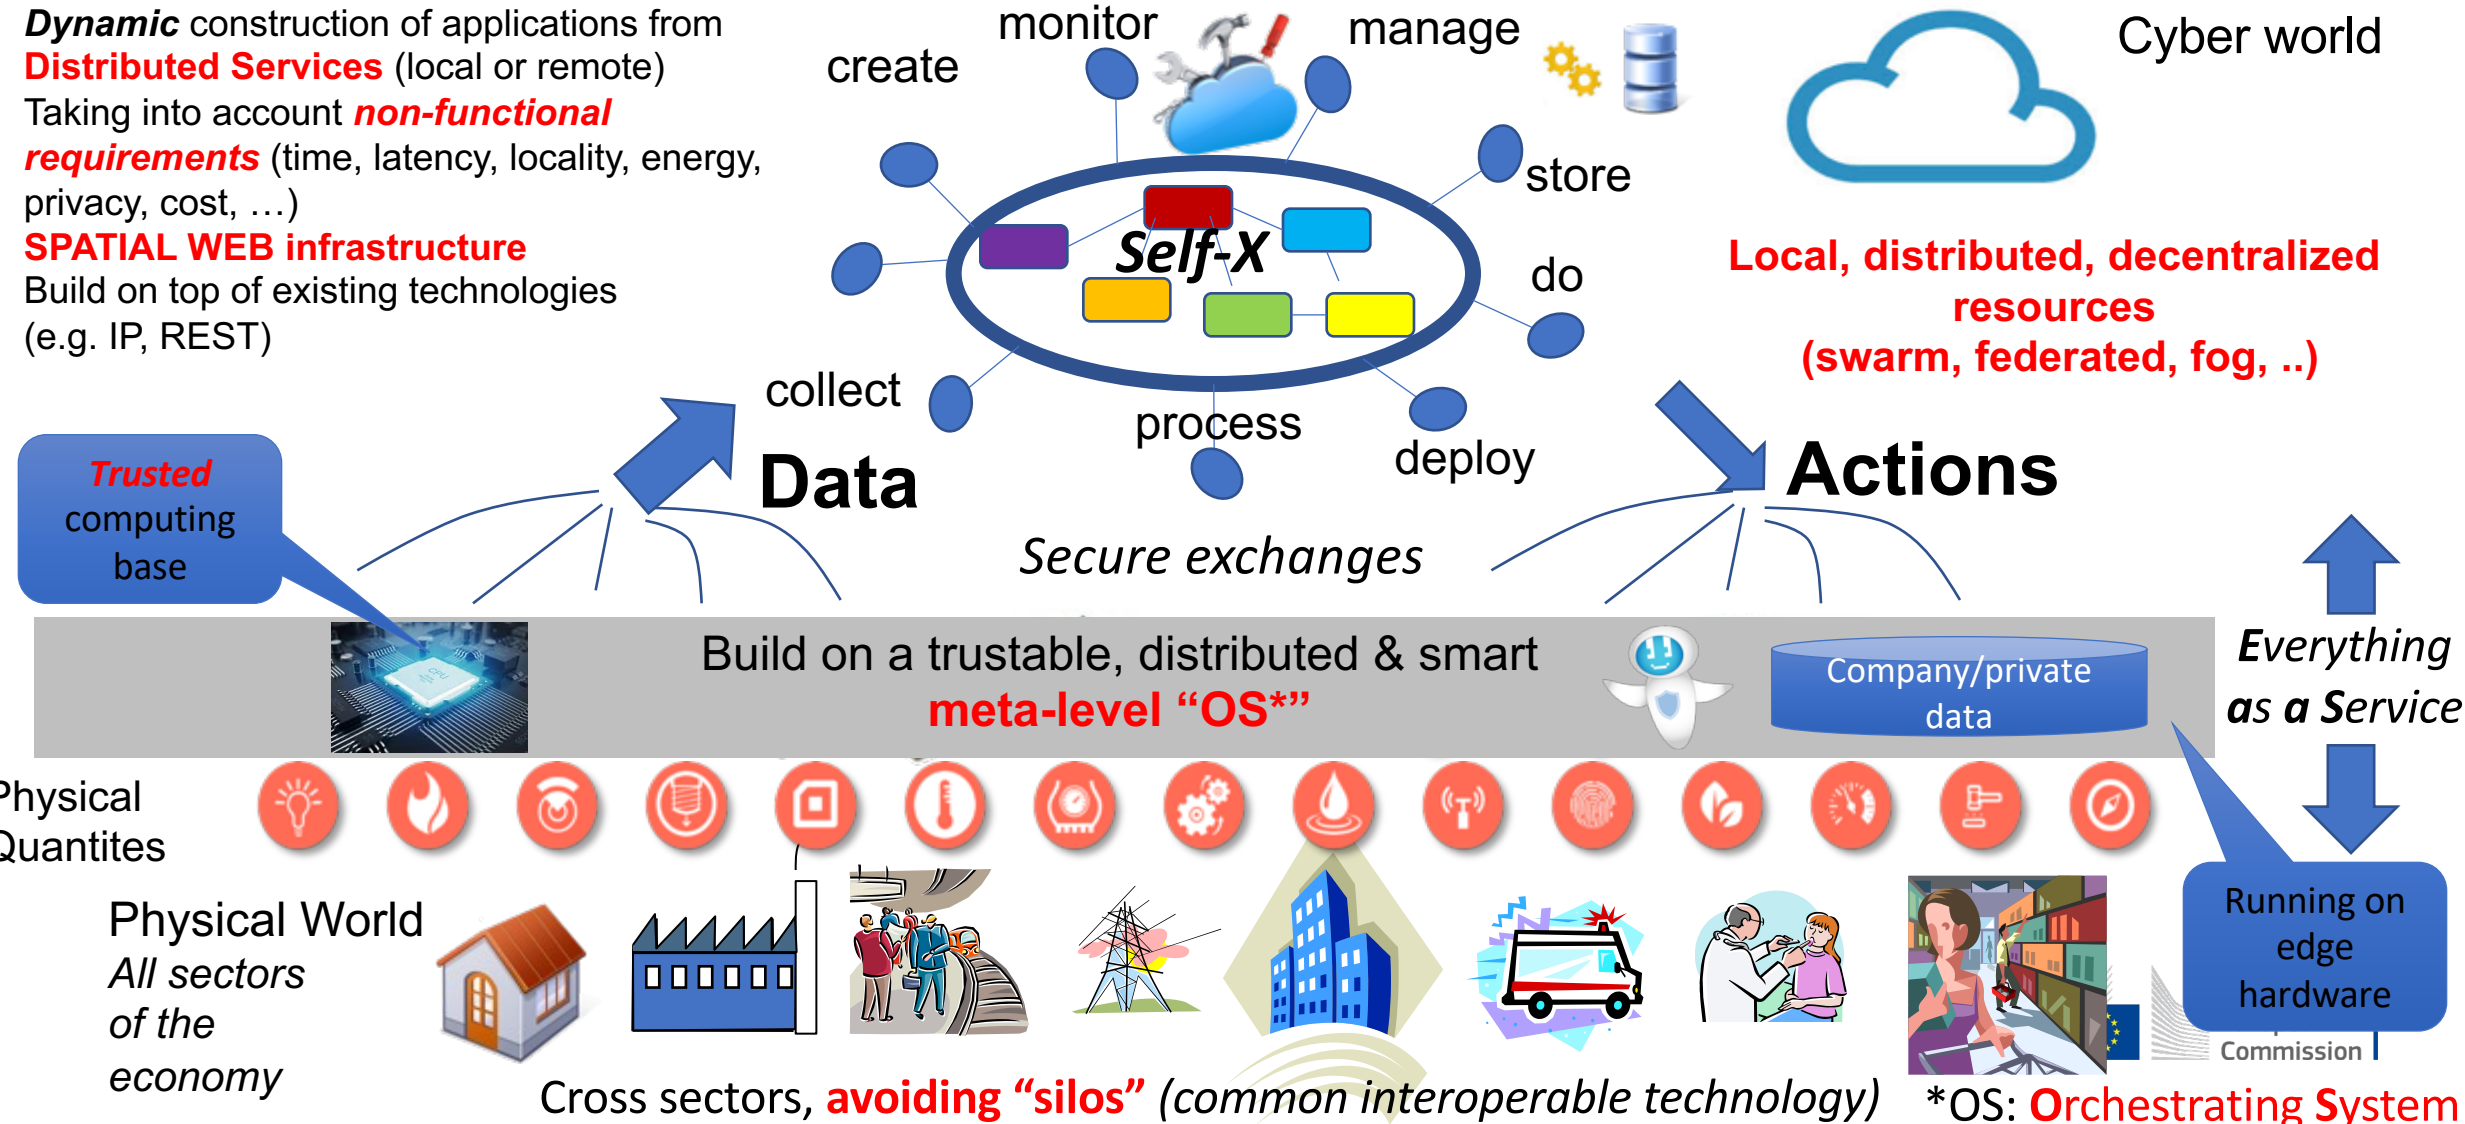 Dynamic construction of applications from
Distributed Services (local or remote)
Taking into account non-functional
requirements (time, latency, locality, energy,
privacy, cost, …)
SPATIAL WEB infrastructure
Build on top of existing technologies
(e.g. IP, REST)
create
monitor
manage
store
do
deploy
process
collect
Self-X
Cyber world
Local, distributed, decentralized
resources
(swarm, federated, fog, ..)
Data
Actions
Secure exchanges
Trusted
computing
base
CPU
Build on a trustable, distributed & smart
meta-level “OS*”
Company/private
data
Everything
as a Service
Physical
Quantites
Physical World
All sectors
of the
economy
Running on
edge
hardware
Commission
Cross sectors, avoiding “silos” (common interoperable technology)
*OS: Orchestrating System